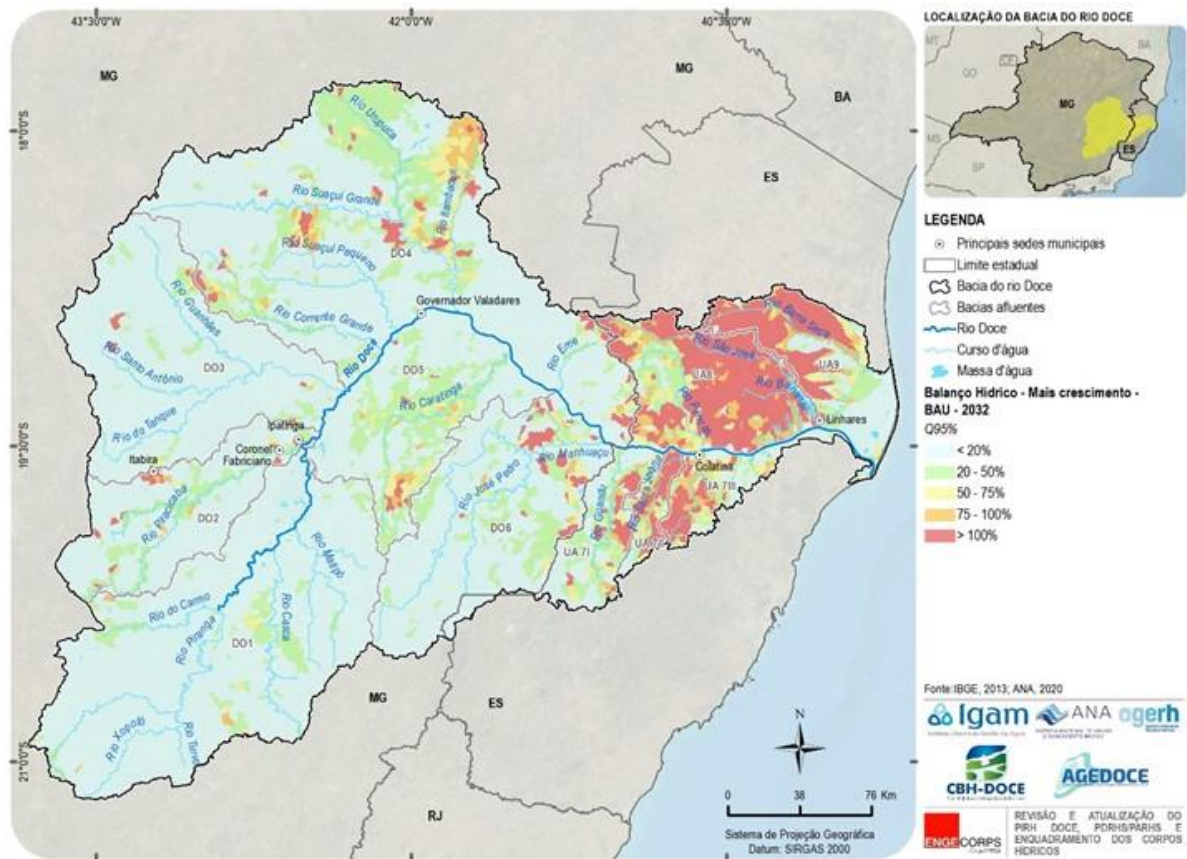 43°30'0"W
42°0'0"W
40°30'0"W
18°0'0"S
19°30'0"S
21°0'0"S
MG
MG
BA
ES
Rio Urupuca
Rio Itambacuri
Rio Suaçuí Grande
DO4
Rio Suaçuí Pequeno
Governador Valadares
Rio Corrente Grande
Rio Guanhães
Rio Santo Antônio
DO3
Rio do Tanque
Rio Doce
DO5
Rio Caratinga
Rio Eme
Rio Barra Seca
Rio São José
UA8
UA9
Linhares
Colatina
Ipatinga
Coronel
Fabriciano
Itabira
Rio Piracicaba
DO2
Rio José Pedro
Rio Manhuaçu
DO6
UA 7I
Rio Guandu
UA 7III
Rio Matipó
Rio do Carmo
Rio Piranga
DO1
Rio Casca
Rio Xopotó
MG
ES
RJ
N
0 38 76 Km
Sistema de Projeção Geográfica
Datum: SIRGAS 2000
LOCALIZAÇÃO DA BACIA DO RIO DOCE
MT
GO
BA
MG
MS
ES
SP
LEGENDA
Principais sedes municipais
Limite estadual
Bacia do rio Doce
Bacias afluentes
Rio Doce
Curso d'água
Massa d'água
Balanço Hídrico - Mais crescimento -
BAU - 2032
Q95%
< 20%
20 - 50%
50 - 75%
75 - 100%
> 100%
Fonte:IBGE, 2013; ANA, 2020
Igam
ANA
agerh
CBH-DOCE
AGEDOCE
ENGECORPS
REVISÃO E ATUALIZAÇÃO DO
PIRH DOCE, PDRHS/PARHS E
ENQUADRAMENTO DOS CORPOS
HÍDRICOS